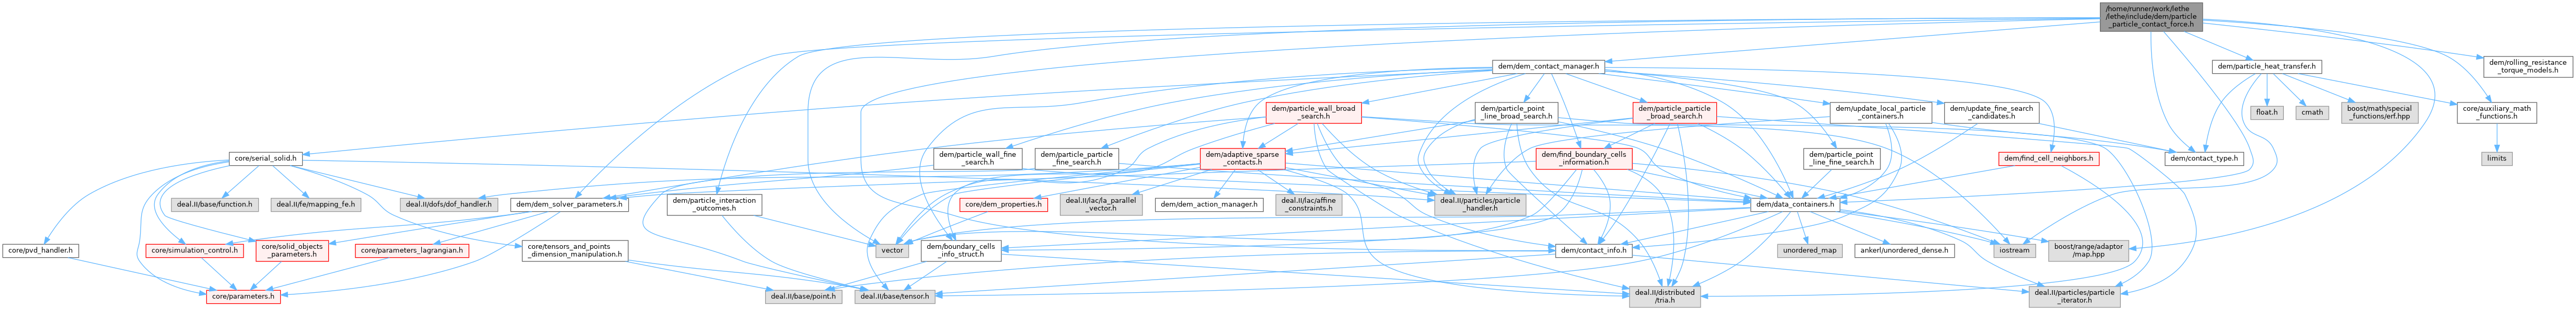 /home/runner/work/lethe
/lethe/include/dem/particle
_particle_contact_force.h
dem/dem_contact_manager.h
dem/particle_heat_transfer.h
dem/rolling_resistance
_torque_models.h
dem/particle_wall_broad
_search.h
dem/particle_point
_line_broad_search.h
dem/particle_particle
_broad_search.h
dem/update_local_particle
_containers.h
dem/update_fine_search
_candidates.h
float.h
cmath
boost/math/special
_functions/erf.hpp
core/auxiliary_math
_functions.h
core/serial_solid.h
dem/particle_wall_fine
_search.h
dem/particle_particle
_fine_search.h
dem/adaptive_sparse
_contacts.h
dem/find_boundary_cells
_information.h
dem/particle_point
_line_fine_search.h
dem/find_cell_neighbors.h
dem/contact_type.h
limits
deal.II/base/function.h
deal.II/fe/mapping_fe.h
deal.II/dofs/dof_handler.h
dem/dem_solver_parameters.h
dem/particle_interaction
_outcomes.h
core/dem_properties.h
deal.II/lac/la_parallel
_vector.h
dem/dem_action_manager.h
deal.II/lac/affine
_constraints.h
deal.II/particles/particle
_handler.h
dem/data_containers.h
core/pvd_handler.h
core/simulation_control.h
core/solid_objects
_parameters.h
core/parameters_lagrangian.h
core/tensors_and_points
_dimension_manipulation.h
vector
dem/boundary_cells
_info_struct.h
dem/contact_info.h
unordered_map
ankerl/unordered_dense.h
iostream
boost/range/adaptor
/map.hpp
core/parameters.h
deal.II/base/point.h
deal.II/base/tensor.h
deal.II/distributed
/tria.h
deal.II/particles/particle
_iterator.h